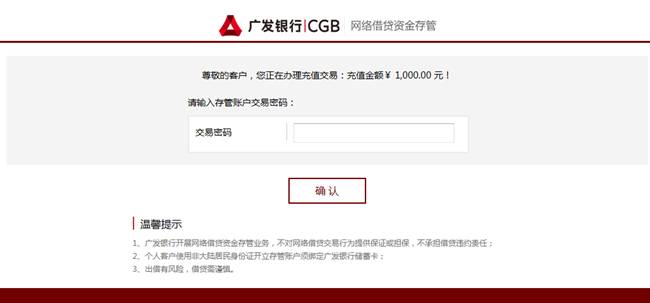 广发银行|CGB 网络借贷资金存管
尊敬的客户，您正在办理充值交易：充值金额 ¥ 1,000.00 元！
请输入存管账户交易密码：
交易密码
确 认
温馨提示
1、广发银行开展网络借贷资金存管业务，不对网络借贷交易行为提供保证或担保，不承担借贷违约责任；
2、个人客户使用非大陆居民身份证开立存管账户须绑定广发银行储蓄卡；
3、出借有风险，借贷需谨慎。